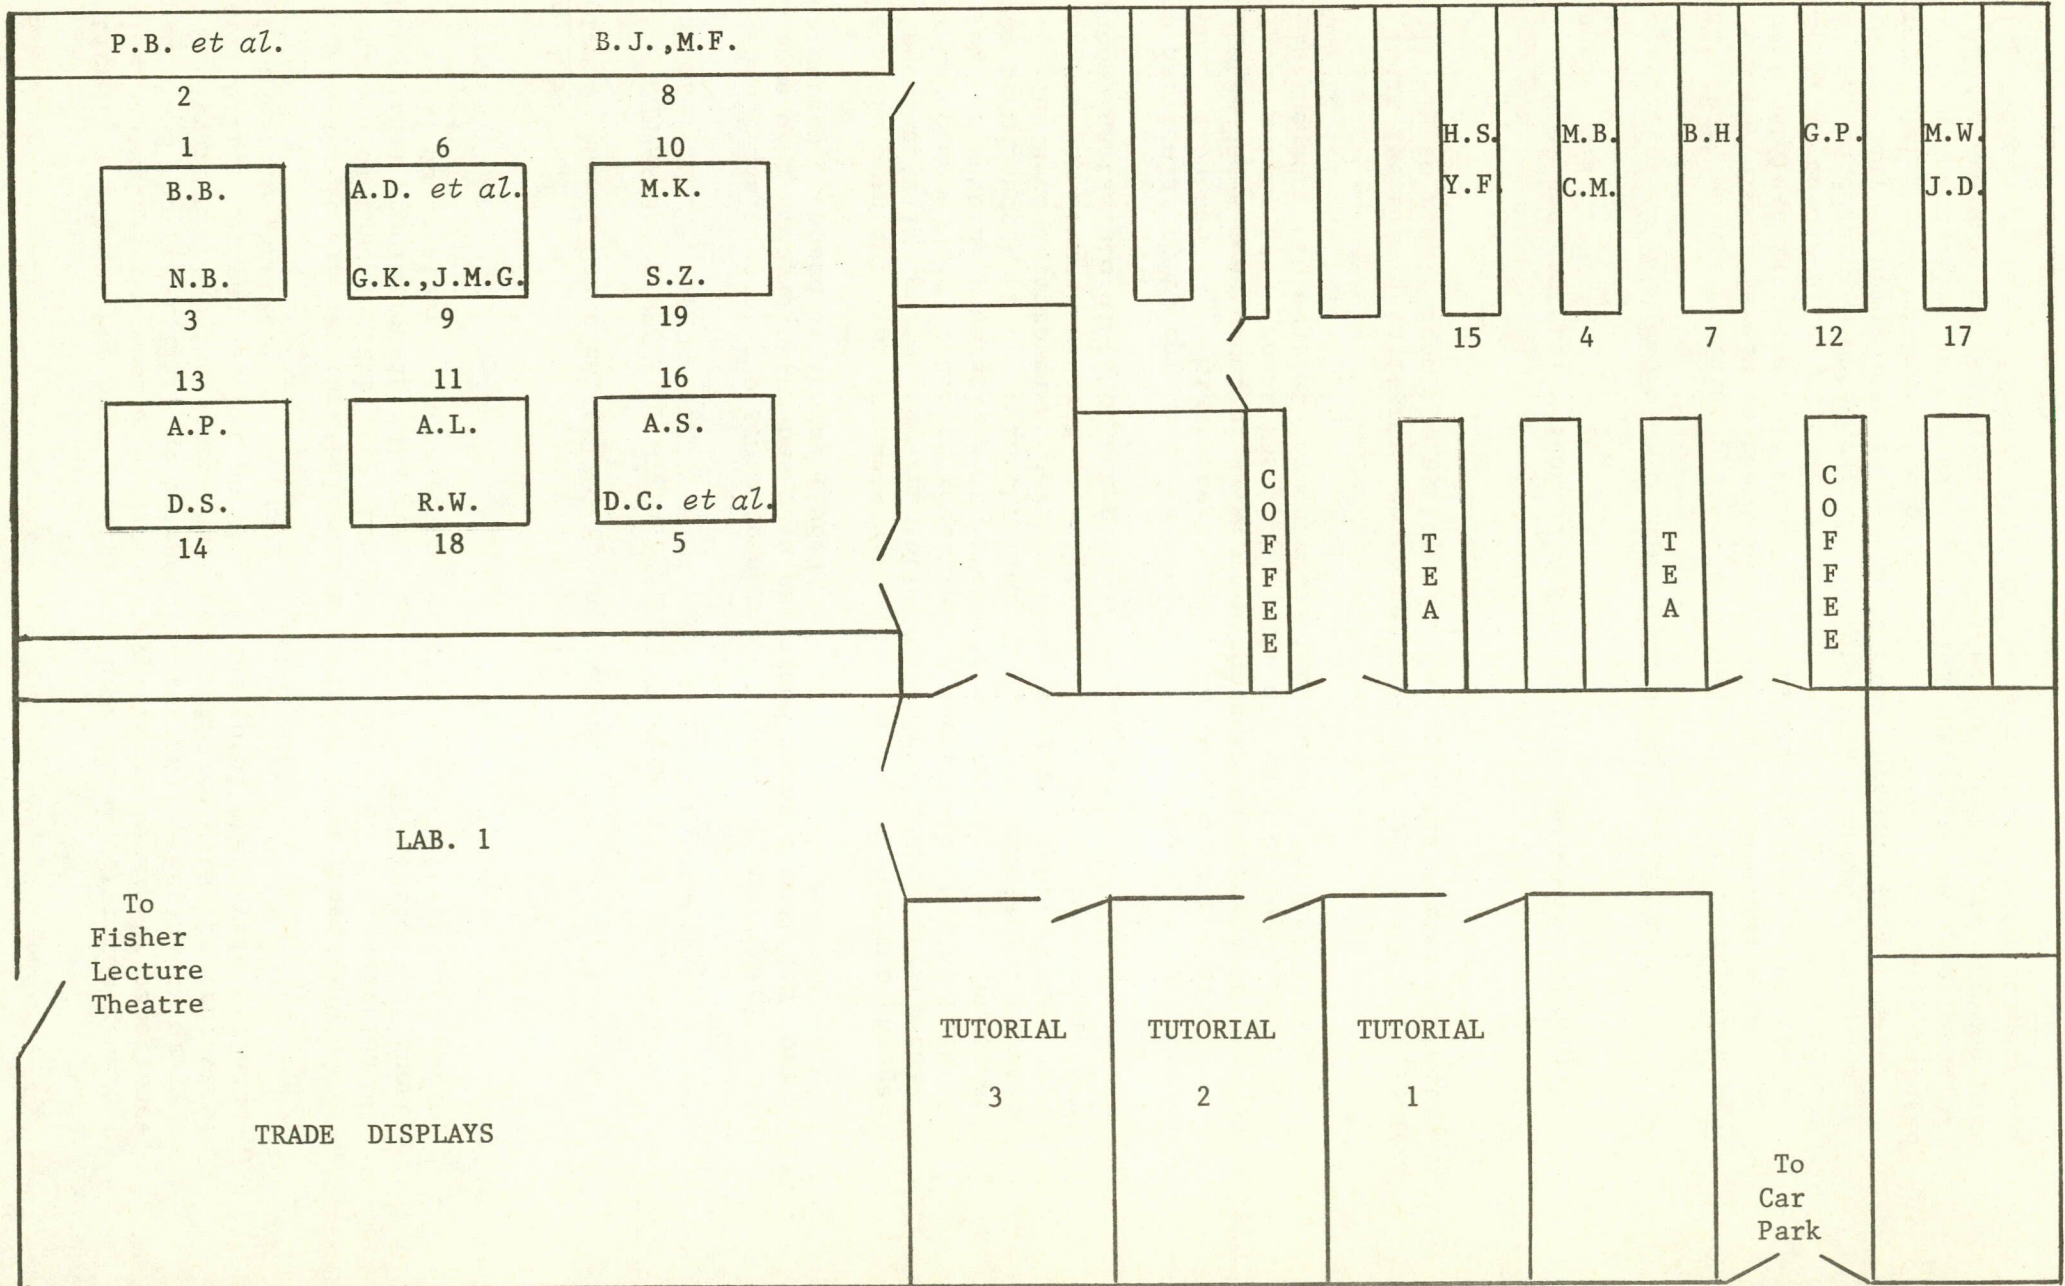 P.B. et al.
B.J.,M.F.
2
8
1
6
10
B.B.
A.D. et al.
M.K.
N.B.
G.K.,J.M.G.
S.Z.
3
9
19
13
11
16
A.P.
A.L.
A.S.
D.S.
R.W.
D.C. et al.
14
18
5
H.S.
M.B.
B.H.
G.P.
M.W.
Y.F.
C.M.
J.D.
15
4
7
12
17
COFFEE
TEA
TEA
COFFEE
LAB. 1
To
Fisher
Lecture
Theatre
TRADE DISPLAYS
TUTORIAL
3
TUTORIAL
2
TUTORIAL
1
To
Car
Park